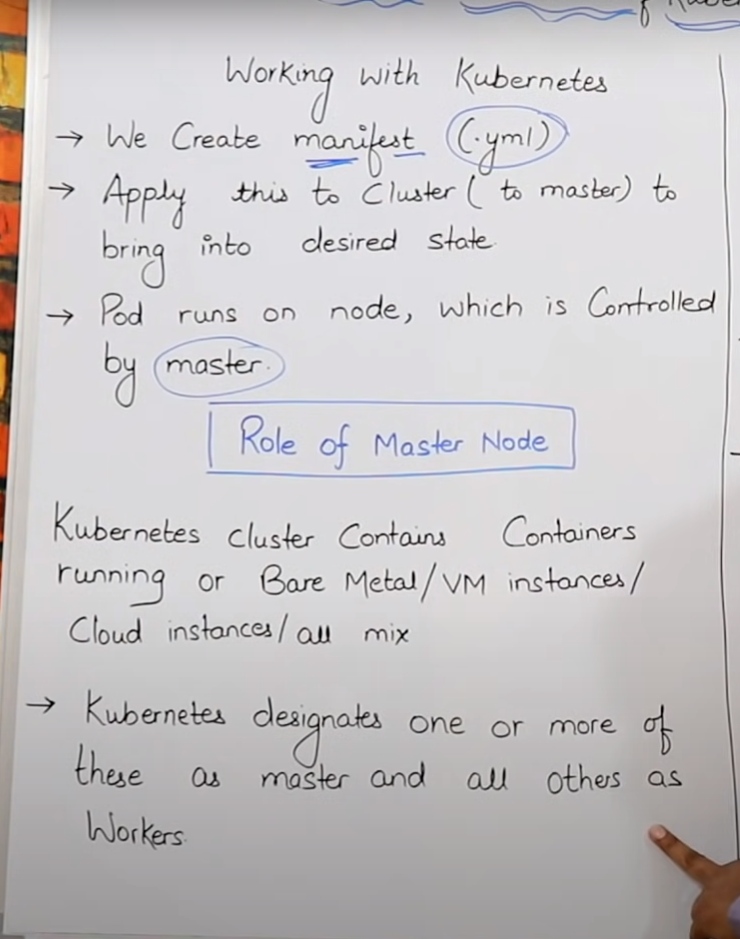 Working with Kubernetes
→ We Create manifest (.yml)
→ Apply this to Cluster ( to master) to
bring into desired state.
→ Pod runs on node, which is Controlled
by master.
Role of Master Node
Kubernetes cluster Contains Containers
running or Bare Metal/VM instances/
Cloud instances/ all mix
→ Kubernetes designates one or more of
these as master and all others as
Workers.